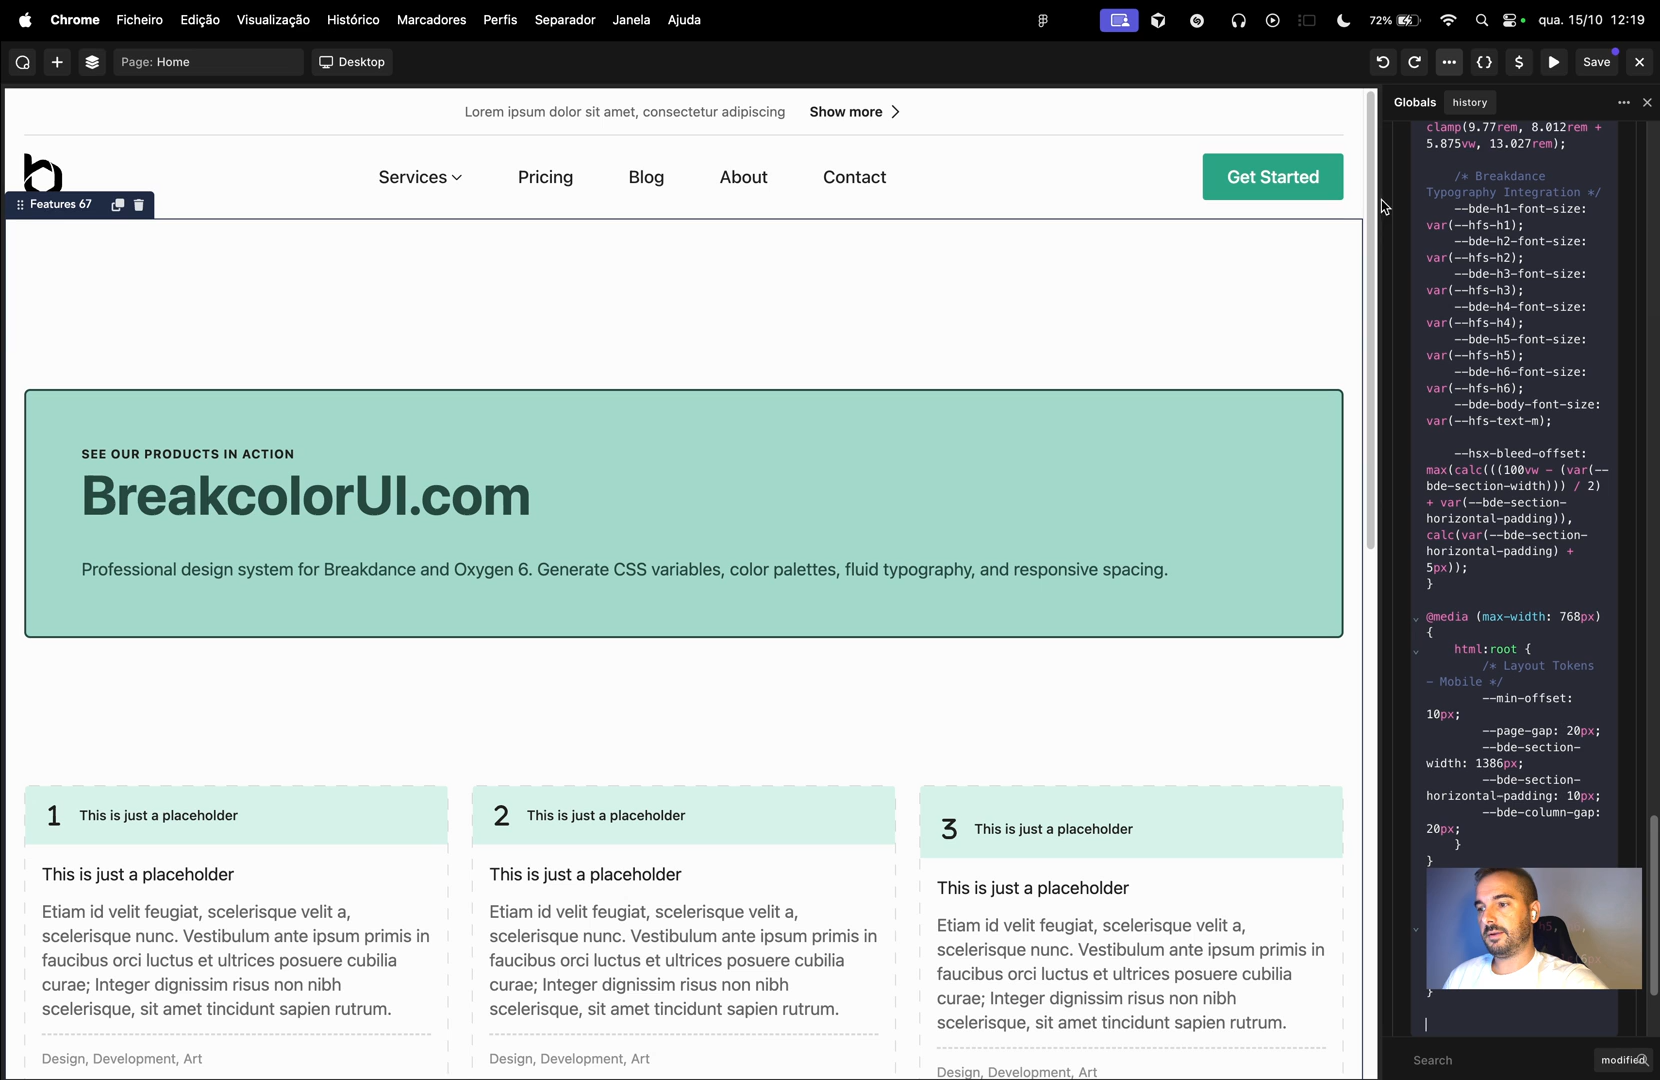 Chrome Ficheiro Edição Visualização Histórico Marcadores Perfis Separador Janela Ajuda 72% qua. 15/10 12:19
Page: Home Desktop Save
Lorem ipsum dolor sit amet, consectetur adipiscing Show more
Services Pricing Blog About Contact Get Started
Features 67
SEE OUR PRODUCTS IN ACTION
BreakcolorUI.com
Professional design system for Breakdance and Oxygen 6. Generate CSS variables, color palettes, fluid typography, and responsive spacing.
1 This is just a placeholder
This is just a placeholder
Etiam id velit feugiat, scelerisque velit a,
scelerisque nunc. Vestibulum ante ipsum primis in
faucibus orci luctus et ultrices posuere cubilia
curae; Integer dignissim risus non nibh
scelerisque, sit amet tincidunt sapien rutrum.
Design, Development, Art
2 This is just a placeholder
This is just a placeholder
Etiam id velit feugiat, scelerisque velit a,
scelerisque nunc. Vestibulum ante ipsum primis in
faucibus orci luctus et ultrices posuere cubilia
curae; Integer dignissim risus non nibh
scelerisque, sit amet tincidunt sapien rutrum.
Design, Development, Art
3 This is just a placeholder
This is just a placeholder
Etiam id velit feugiat, scelerisque velit a,
scelerisque nunc. Vestibulum ante ipsum primis in
faucibus orci luctus et ultrices posuere cubilia
curae; Integer dignissim risus non nibh
scelerisque, sit amet tincidunt sapien rutrum.
Design, Development, Art
Globals history
clamp(9.77rem, 8.012rem +
5.875vw, 13.027rem);
/* Breakdance
Typography Integration */
--bde-h1-font-size:
var(--hfs-h1);
--bde-h2-font-size:
var(--hfs-h2);
--bde-h3-font-size:
var(--hfs-h3);
--bde-h4-font-size:
var(--hfs-h4);
--bde-h5-font-size:
var(--hfs-h5);
--bde-h6-font-size:
var(--hfs-h6);
--bde-body-font-size:
var(--hfs-text-m);
--hsx-bleed-offset:
max(calc(((100vw - (var(--
bde-section-width))) / 2)
+ var(--bde-section-
horizontal-padding)),
calc(var(--bde-section-
horizontal-padding) +
5px));
}
@media (max-width: 768px)
{
html:root {
/* Layout Tokens
- Mobile */
--min-offset:
10px;
--page-gap: 20px;
--bde-section-
width: 1386px;
--bde-section-
horizontal-padding: 10px;
--bde-column-gap:
20px;
}
}
}
Search modified